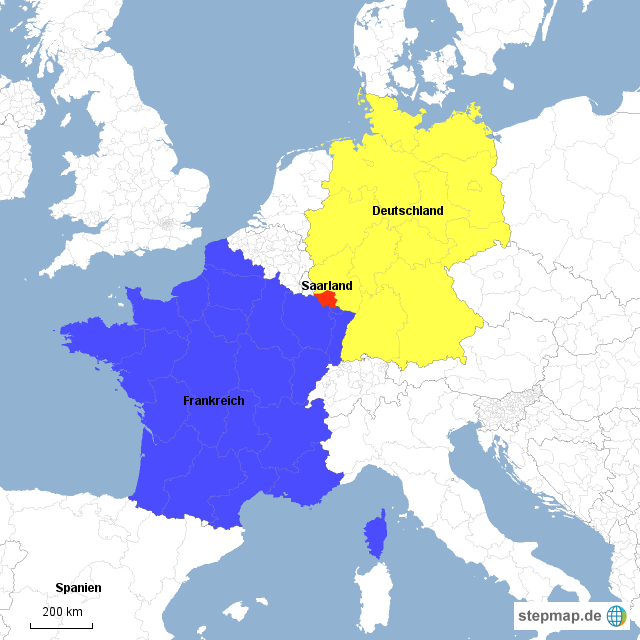 Deutschland
Saarland
Frankreich
Spanien
200 km
stepmap.de